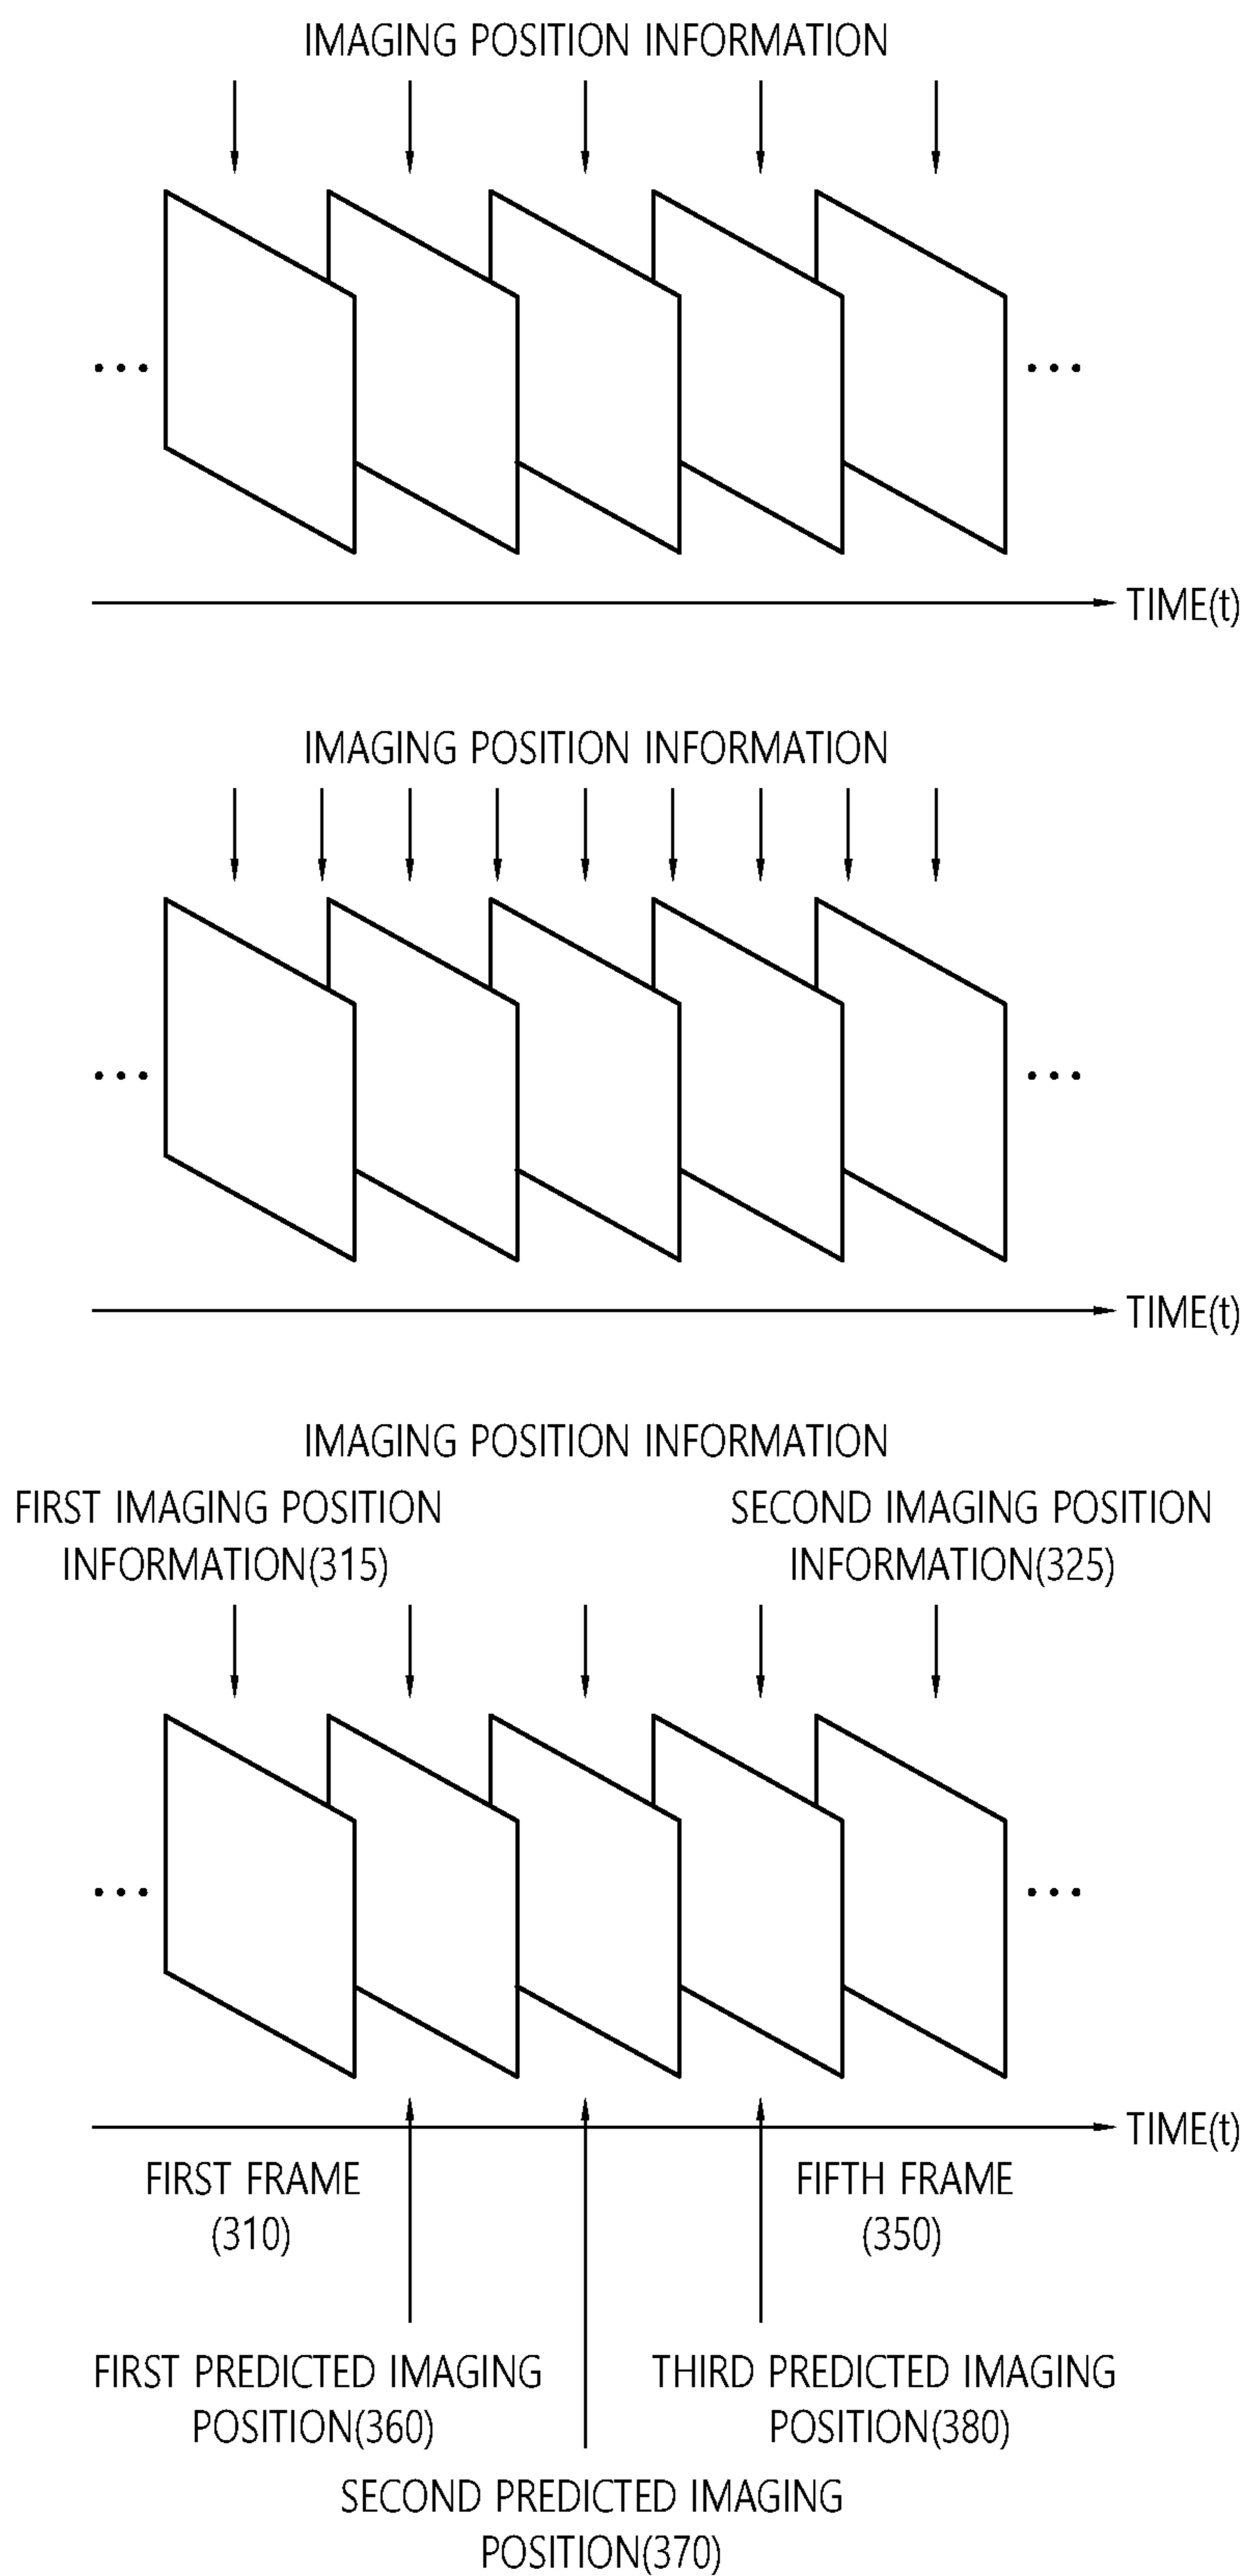 IMAGING POSITION INFORMATION
TIME(t)
IMAGING POSITION INFORMATION
TIME(t)
IMAGING POSITION INFORMATION
FIRST IMAGING POSITION
INFORMATION(315)
SECOND IMAGING POSITION
INFORMATION(325)
TIME(t)
FIRST FRAME
(310)
FIFTH FRAME
(350)
FIRST PREDICTED IMAGING
POSITION(360)
THIRD PREDICTED IMAGING
POSITION(380)
SECOND PREDICTED IMAGING
POSITION(370)